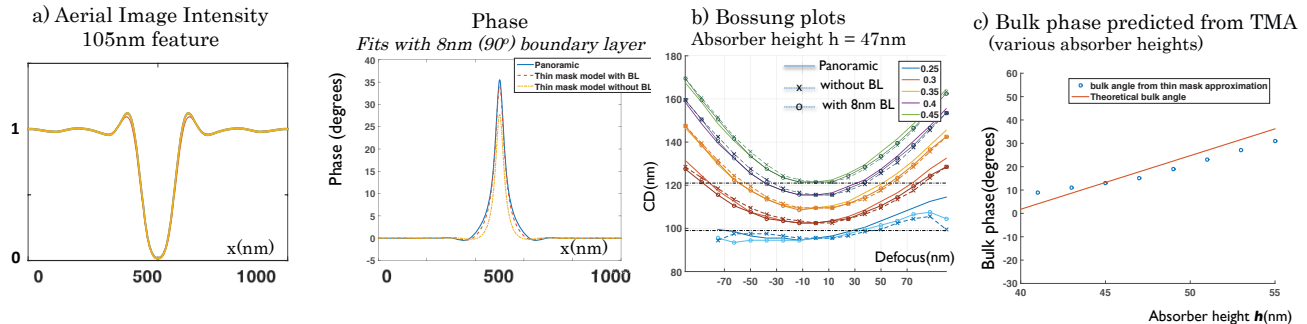 a) Aerial Image Intensity
105nm feature
1
0
x(nm)
0
500
1000
Phase
Fits with 8nm (90º) boundary layer
40
35
30
25
20
15
10
5
0
-5
Phase (degrees)
Panoramic
Thin mask model with BL
Thin mask model without BL
x(nm)
0
500
1000
b) Bossung plots
Absorber height h = 47nm
180
160
140
120
100
80
CD(nm)
Panoramic
without BL
with 8nm BL
0.25
0.3
0.35
0.4
0.45
Defocus(nm)
-70
-50
-30
-10
10
30
50
70
c) Bulk phase predicted from TMA
(various absorber heights)
60
50
40
30
20
10
0
-10
-20
-30
Bulk phase(degrees)
bulk angle from thin mask approximation
Theoretical bulk angle
40
45
50
55
Absorber height h(nm)